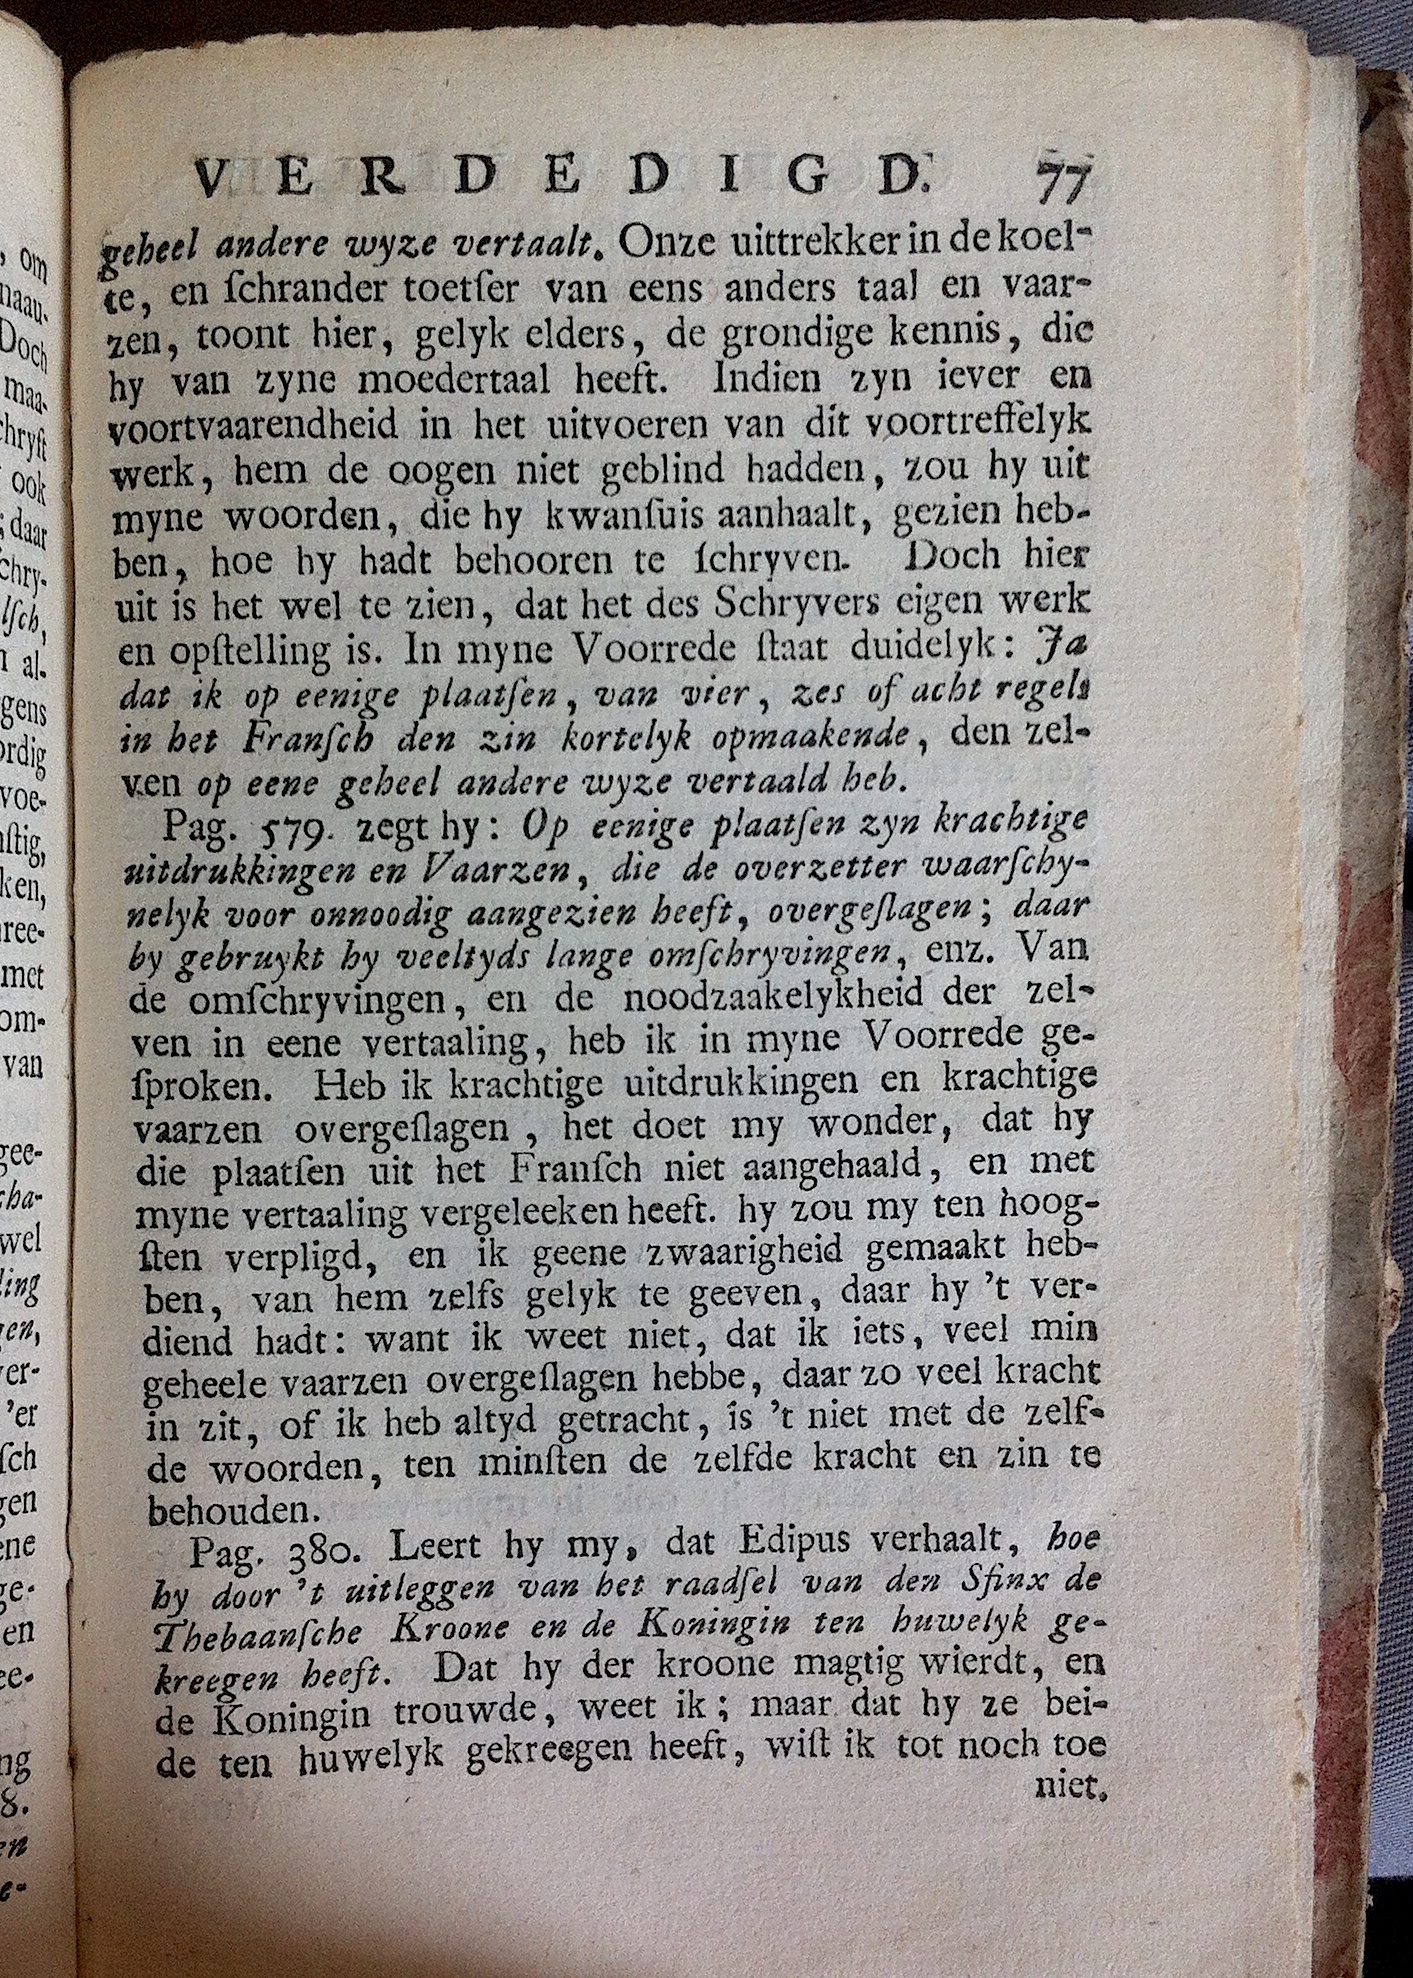 VERDEDIGD. 77
geheel andere wyze vertaalt. Onze uittrekker in de koel-
te, en ſchrander toetſer van eens anders taal en vaar-
zen, toont hier, gelyk elders, de grondige kennis, die
hy van zyne moedertaal heeft. Indien zyn iever en
voortvaarendheid in het uitvoeren van dit voortreffelyk
werk, hem de oogen niet geblind hadden, zou hy uit
myne woorden, die hy kwanſuis aanhaalt, gezien heb-
ben, hoe hy hadt behooren te ſchryven. Doch hier
uit is het wel te zien, dat het des Schryvers eigen werk
en opſtelling is. In myne Voorrede ſtaat duidelyk: Ja
dat ik op eenige plaatſen, van vier, zes of acht regels
in het Franſch den zin kortelyk opmaakende, den zel-
ven op eene geheel andere wyze vertaald heb.
Pag. 579. zegt hy: Op eenige plaatſen zyn krachtige
uitdrukkingen en Vaarzen, die de overzetter waarſchy-
nelyk voor onnoodig aangezien heeft, overgeſlagen; daar
by gebruykt hy veeltyds lange omſchryvingen, enz. Van
de omſchryvingen, en de noodzaakelykheid der zel-
ven in eene vertaaling, heb ik in myne Voorrede ge-
ſproken. Heb ik krachtige uitdrukkingen en krachtige
vaarzen overgeſlagen, het doet my wonder, dat hy
die plaatſen uit het Franſch niet aangehaald, en met
myne vertaaling vergeleeken heeft. hy zou my ten hoog-
ſten verpligd, en ik geene zwaarigheid gemaakt heb-
ben, van hem zelfs gelyk te geeven, daar hy 't ver-
diend hadt: want ik weet niet, dat ik iets, veel min
geheele vaarzen overgeſlagen hebbe, daar zo veel kracht
in zit, of ik heb altyd getracht, is 't niet met de zelf-
de woorden, ten minſten de zelfde kracht en zin te
behouden.
Pag. 380. Leert hy my, dat Edipus verhaalt, hoe
hy door 't uitleggen van het raadſel van den Sfinx de
Thebaanſche Kroone en de Koningin ten huwelyk ge-
kreegen heeft. Dat hy der kroone magtig wierdt, en
de Koningin trouwde, weet ik; maar dat hy ze bei-
de ten huwelyk gekreegen heeft, wiſt ik tot noch toe
niet.